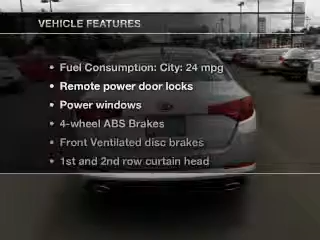 VEHICLE FEATURES
• Fuel Consumption: City: 24 mpg
• Remote power door locks
• Power windows
• 4-wheel ABS Brakes
• Front Ventilated disc brakes
• 1st and 2nd row curtain head